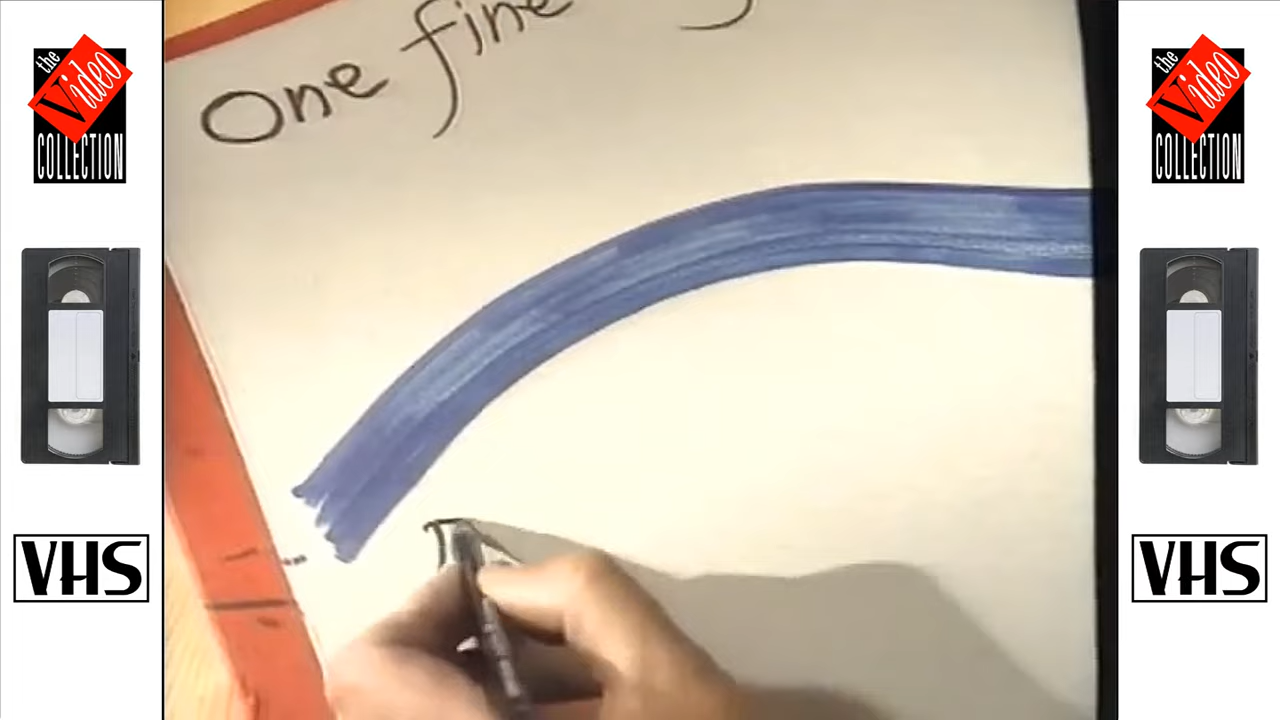 the
Video
COLLECTION
VHS
One fine
the
Video
COLLECTION
VHS